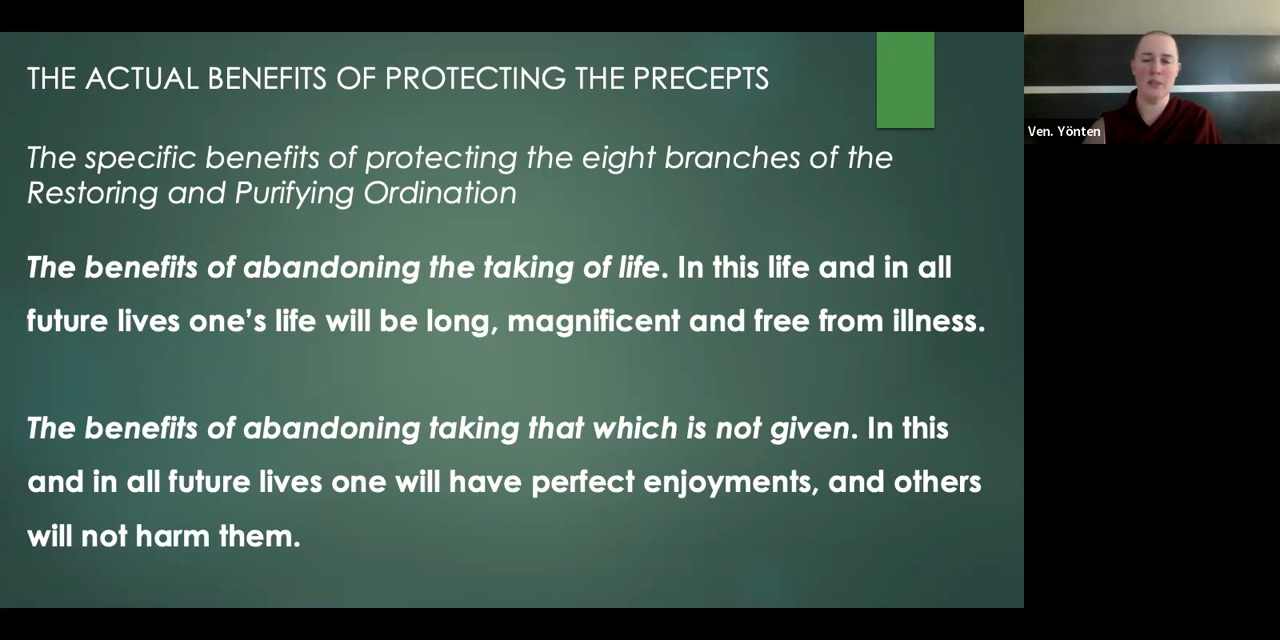 THE ACTUAL BENEFITS OF PROTECTING THE PRECEPTS
The specific benefits of protecting the eight branches of the
Restoring and Purifying Ordination
The benefits of abandoning the taking of life. In this life and in all
future lives one’s life will be long, magnificent and free from illness.
The benefits of abandoning taking that which is not given. In this
and in all future lives one will have perfect enjoyments, and others
will not harm them.
Ven. Yönten